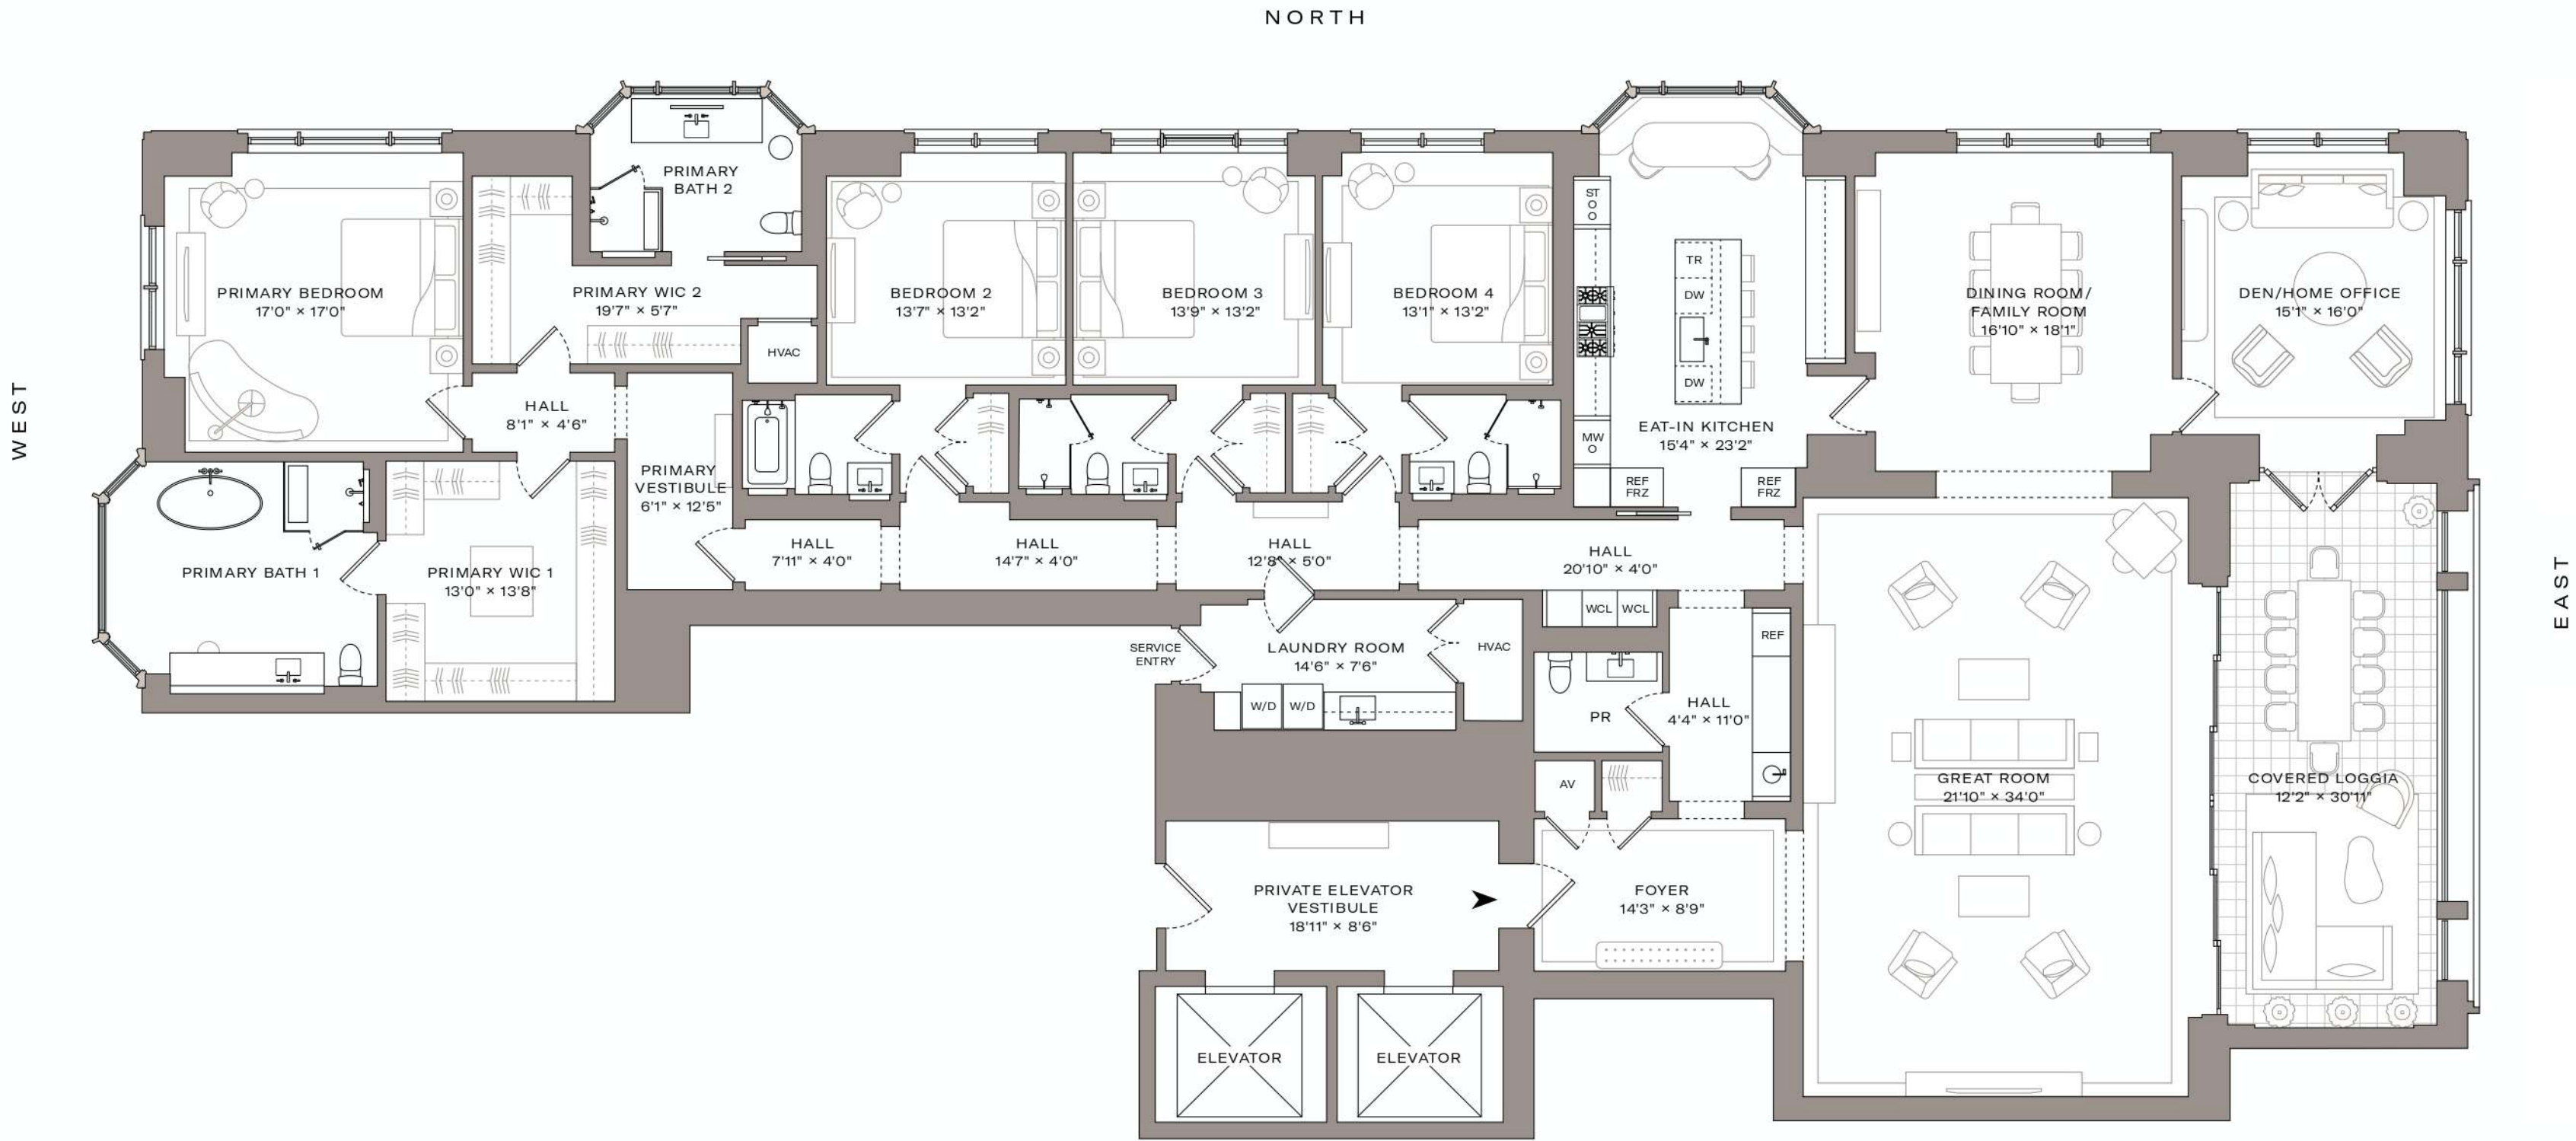 NORTH
WEST
EAST
PRIMARY BEDROOM
17'0" × 17'0"
PRIMARY
BATH 2
PRIMARY WIC 2
19'7" × 5'7"
HVAC
BEDROOM 2
13'7" × 13'2"
BEDROOM 3
13'9" × 13'2"
BEDROOM 4
13'1" × 13'2"
ST
O
O
TR
DW
DW
MW
O
EAT-IN KITCHEN
15'4" × 23'2"
REF
FRZ
REF
FRZ
DINING ROOM/
FAMILY ROOM
16'10" × 18'1"
DEN/HOME OFFICE
15'1" × 16'0"
HALL
8'1" × 4'6"
PRIMARY
VESTIBULE
6'1" × 12'5"
PRIMARY BATH 1
PRIMARY WIC 1
13'0" × 13'8"
HALL
7'11" × 4'0"
HALL
14'7" × 4'0"
HALL
12'8" × 5'0"
HALL
20'10" × 4'0"
WCL
WCL
SERVICE
ENTRY
LAUNDRY ROOM
14'6" × 7'6"
HVAC
W/D
W/D
REF
PR
HALL
4'4" × 11'0"
AV
GREAT ROOM
21'10" × 34'0"
COVERED LOGGIA
12'2" × 30'11"
PRIVATE ELEVATOR
VESTIBULE
18'11" × 8'6"
FOYER
14'3" × 8'9"
ELEVATOR
ELEVATOR